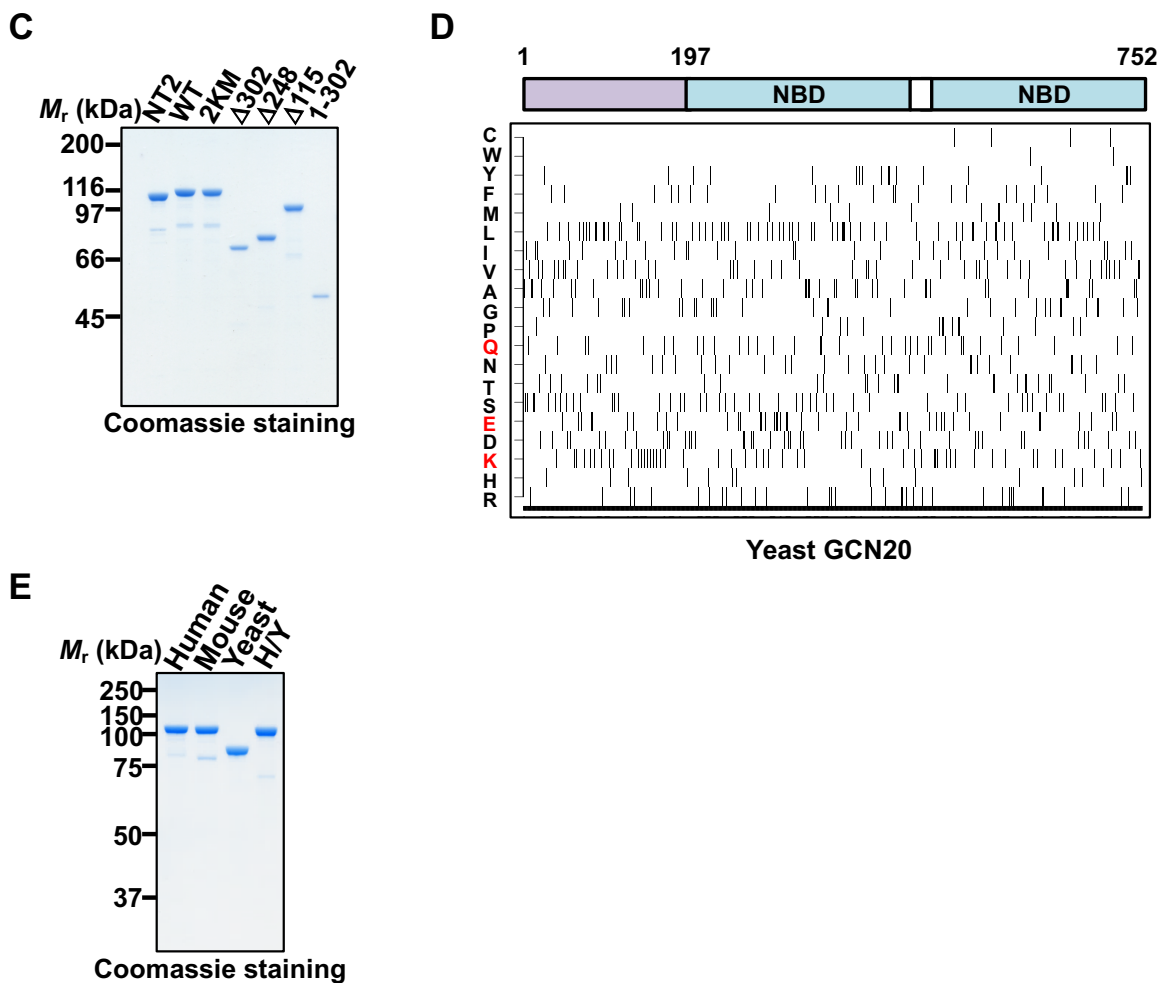 C
Mr (kDa)
NT2 WT 2KM Δ302 Δ248 Δ115 1-302
200
116
97
66
45
Coomassie staining
D
1 197 752
NBD NBD
C
W
Y
F
M
L
I
V
A
G
P
Q
N
T
S
E
D
K
H
R
Yeast GCN20
E
Mr (kDa)
Human Mouse Yeast H/Y
250
150
100
75
50
37
Coomassie staining